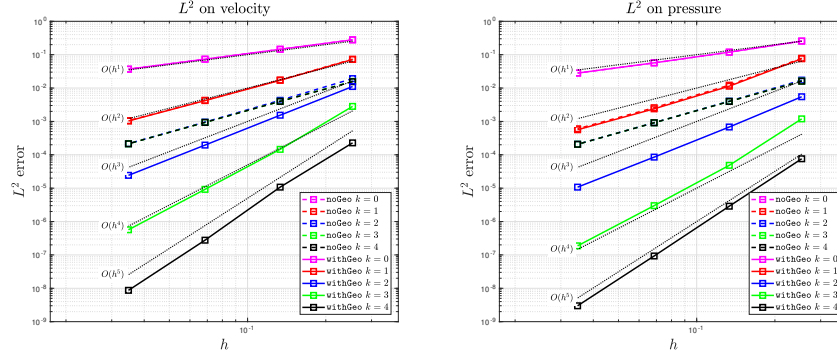 L² on velocity
10⁰
10⁻¹
10⁻²
10⁻³
10⁻⁴
10⁻⁵
10⁻⁶
10⁻⁷
10⁻⁸
10⁻⁹
L² error
O(h¹)
O(h²)
O(h³)
O(h⁴)
O(h⁵)
noGeo k = 0
noGeo k = 1
noGeo k = 2
noGeo k = 3
noGeo k = 4
withGeo k = 0
withGeo k = 1
withGeo k = 2
withGeo k = 3
withGeo k = 4
10⁻¹
h
L² on pressure
10⁰
10⁻¹
10⁻²
10⁻³
10⁻⁴
10⁻⁵
10⁻⁶
10⁻⁷
10⁻⁸
10⁻⁹
L² error
O(h¹)
O(h²)
O(h³)
O(h⁴)
O(h⁵)
noGeo k = 0
noGeo k = 1
noGeo k = 2
noGeo k = 3
noGeo k = 4
withGeo k = 0
withGeo k = 1
withGeo k = 2
withGeo k = 3
withGeo k = 4
10⁻¹
h